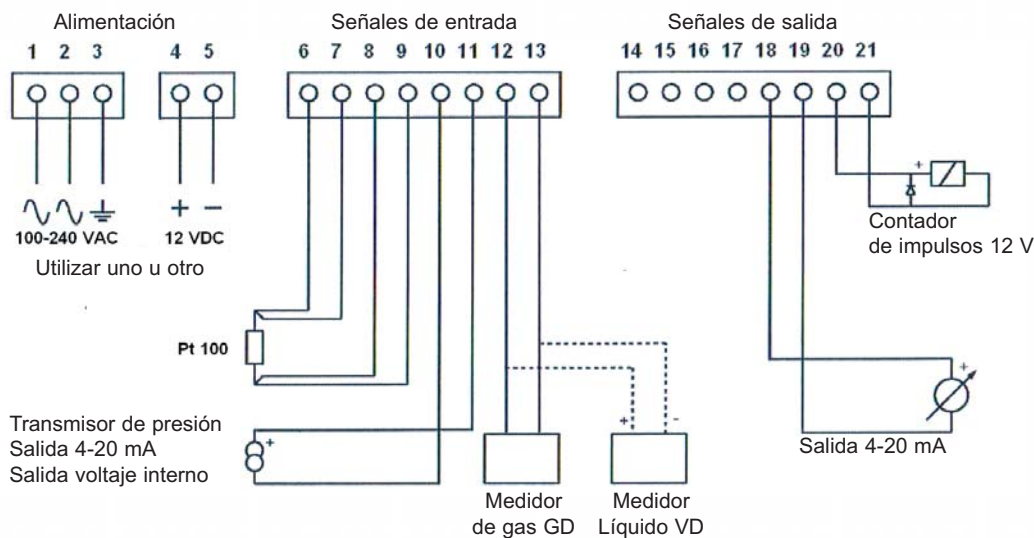 Alimentación
Señales de entrada
Señales de salida
1 2 3 4 5 6 7 8 9 10 11 12 13 14 15 16 17 18 19 20 21
+ −
100-240 VAC
12 VDC
Utilizar uno u otro
+
Contador
de impulsos 12 V
Pt 100
Transmisor de presión
Salida 4-20 mA
Salida voltaje interno
+
+ -
+
Salida 4-20 mA
Medidor
de gas GD
Medidor
Líquido VD